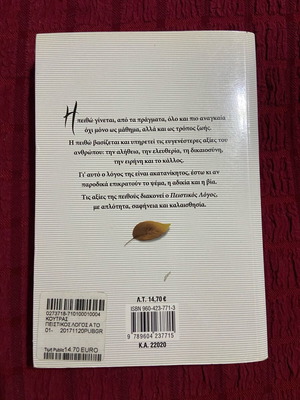 Η πειθώ γίνεται, από τα πράγματα, όλο και πιο αναγκαία
όχι μόνο ως μάθημα, αλλά και ως τρόπος ζωής.
Η πειθώ βασίζεται και υπηρετεί τις ευγενέστερες αξίες του
ανθρώπου: την αλήθεια, την ελευθερία, τη δικαιοσύνη,
την ειρήνη και το κάλλος.
Γι' αυτό ο λόγος της είναι ακατανίκητος, έστω κι αν
παροδικά επικρατούν το ψέμα, η αδικία και η βία.
Τις αξίες της πειθούς διακονεί ο Πειστικός Λόγος,
με απλότητα, σαφήνεια και καλαισθησία.
Λ.Τ. 14,70 €
ISBN 960-423-771-3
9 789604 237715
Κ.Α. 22020
0273718-710100010004
ΚΟΥΤΡΑΣ
ΠΕΙΣΤΙΚΟΣ ΛΟΓΟΣ Α ΤΟ
01- 20171120PUBGR
14.70 EURO